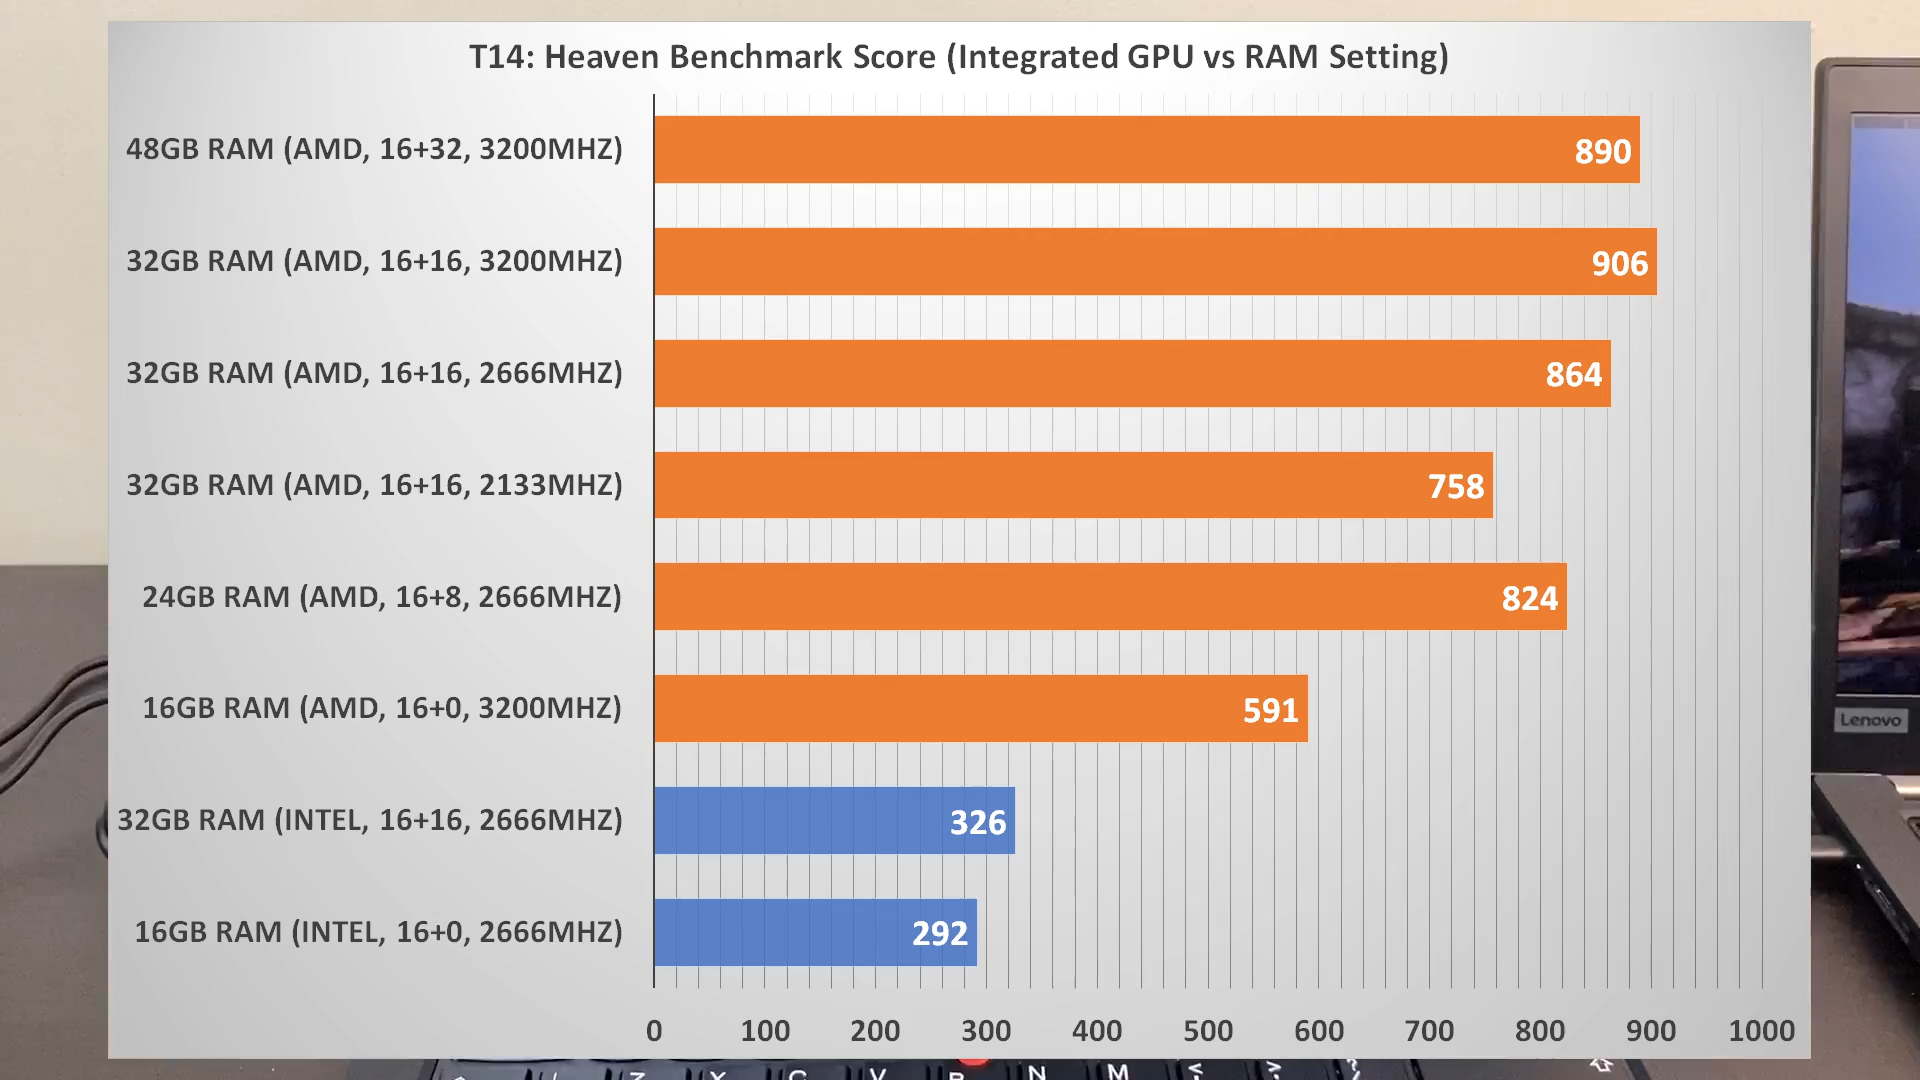 T14: Heaven Benchmark Score (Integrated GPU vs RAM Setting)
48GB RAM (AMD, 16+32, 3200MHZ)
890
32GB RAM (AMD, 16+16, 3200MHZ)
906
32GB RAM (AMD, 16+16, 2666MHZ)
864
32GB RAM (AMD, 16+16, 2133MHZ)
758
24GB RAM (AMD, 16+8, 2666MHZ)
824
16GB RAM (AMD, 16+0, 3200MHZ)
591
32GB RAM (INTEL, 16+16, 2666MHZ)
326
16GB RAM (INTEL, 16+0, 2666MHZ)
292
0 100 200 300 400 500 600 700 800 900 1000
Lenovo
N M